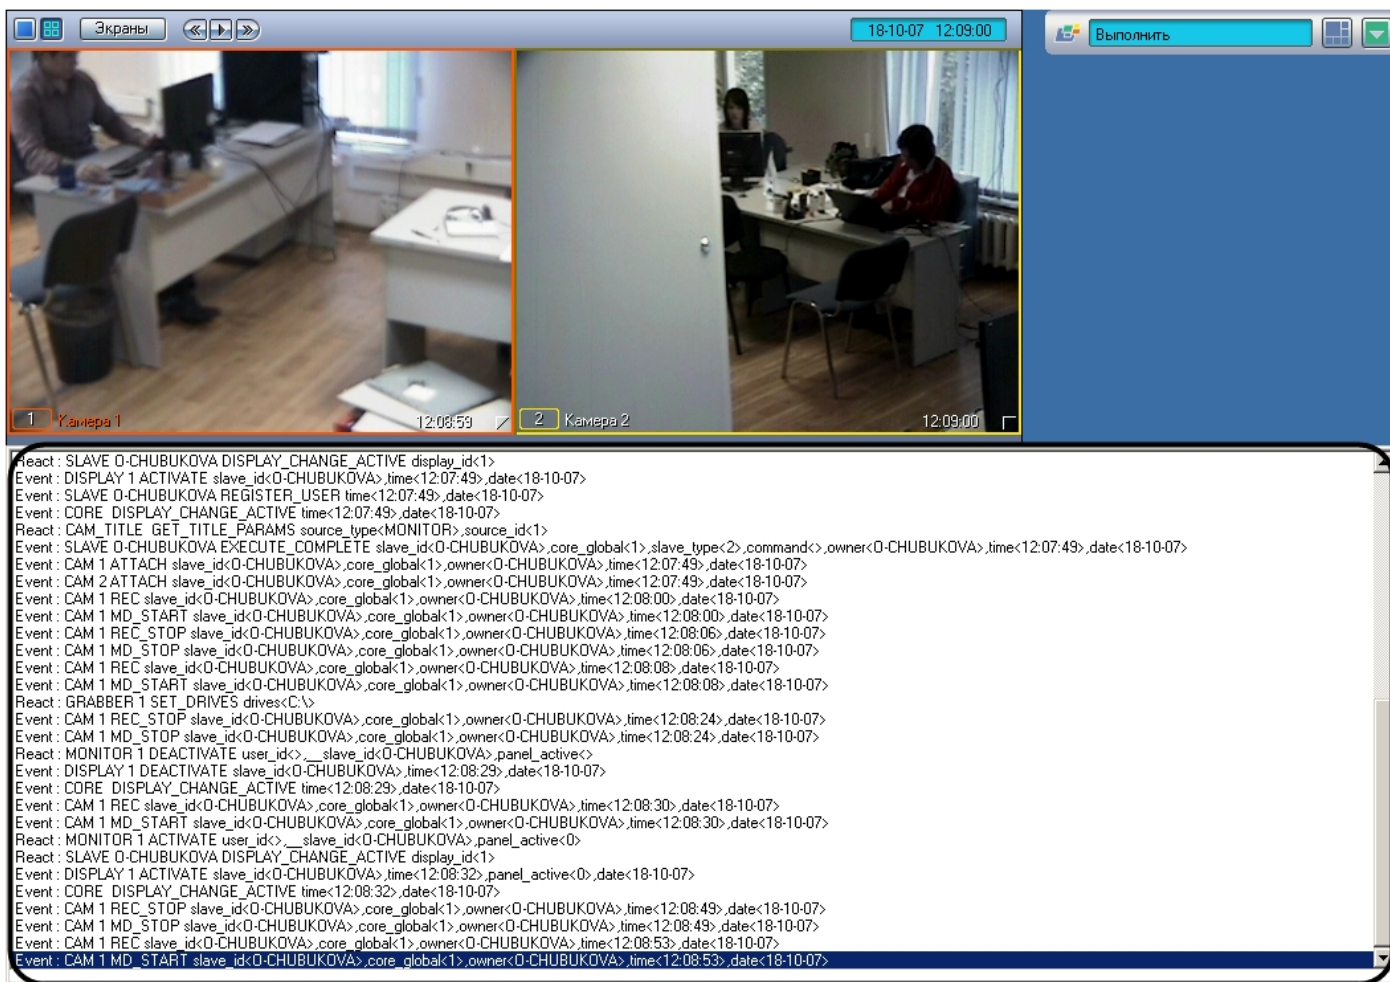 Экраны
18-10-07 12:09:00
Выполнить
1 Камера 1 12:08:59
2 Камера 2 12:09:00
React : SLAVE O-CHUBUKOVA DISPLAY_CHANGE_ACTIVE display_id<1>
Event : DISPLAY 1 ACTIVATE slave_id<O-CHUBUKOVA>,time<12:07:49>,date<18-10-07>
Event : SLAVE O-CHUBUKOVA REGISTER_USER time<12:07:49>,date<18-10-07>
Event : CORE DISPLAY_CHANGE_ACTIVE time<12:07:49>,date<18-10-07>
React : CAM_TITLE GET_TITLE_PARAMS source_type<MONITOR>,source_id<1>
Event : SLAVE O-CHUBUKOVA EXECUTE_COMPLETE slave_id<O-CHUBUKOVA>,core_global<1>,slave_type<2>,command<>,owner<O-CHUBUKOVA>,time<12:07:49>,date<18-10-07>
Event : CAM 1 ATTACH slave_id<O-CHUBUKOVA>,core_global<1>,owner<O-CHUBUKOVA>,time<12:07:49>,date<18-10-07>
Event : CAM 2 ATTACH slave_id<O-CHUBUKOVA>,core_global<1>,owner<O-CHUBUKOVA>,time<12:07:49>,date<18-10-07>
Event : CAM 1 REC slave_id<O-CHUBUKOVA>,core_global<1>,owner<O-CHUBUKOVA>,time<12:08:00>,date<18-10-07>
Event : CAM 1 MD_START slave_id<O-CHUBUKOVA>,core_global<1>,owner<O-CHUBUKOVA>,time<12:08:00>,date<18-10-07>
Event : CAM 1 REC_STOP slave_id<O-CHUBUKOVA>,core_global<1>,owner<O-CHUBUKOVA>,time<12:08:06>,date<18-10-07>
Event : CAM 1 MD_STOP slave_id<O-CHUBUKOVA>,core_global<1>,owner<O-CHUBUKOVA>,time<12:08:06>,date<18-10-07>
Event : CAM 1 REC slave_id<O-CHUBUKOVA>,core_global<1>,owner<O-CHUBUKOVA>,time<12:08:08>,date<18-10-07>
Event : CAM 1 MD_START slave_id<O-CHUBUKOVA>,core_global<1>,owner<O-CHUBUKOVA>,time<12:08:08>,date<18-10-07>
React : GRABBER 1 SET_DRIVES drives<C:\>
Event : CAM 1 REC_STOP slave_id<O-CHUBUKOVA>,core_global<1>,owner<O-CHUBUKOVA>,time<12:08:24>,date<18-10-07>
Event : CAM 1 MD_STOP slave_id<O-CHUBUKOVA>,core_global<1>,owner<O-CHUBUKOVA>,time<12:08:24>,date<18-10-07>
React : MONITOR 1 DEACTIVATE user_id<>,__slave_id<O-CHUBUKOVA>,panel_active<>
Event : DISPLAY 1 DEACTIVATE slave_id<O-CHUBUKOVA>,time<12:08:29>,date<18-10-07>
Event : CORE DISPLAY_CHANGE_ACTIVE time<12:08:29>,date<18-10-07>
Event : CAM 1 REC slave_id<O-CHUBUKOVA>,core_global<1>,owner<O-CHUBUKOVA>,time<12:08:30>,date<18-10-07>
Event : CAM 1 MD_START slave_id<O-CHUBUKOVA>,core_global<1>,owner<O-CHUBUKOVA>,time<12:08:30>,date<18-10-07>
React : MONITOR 1 ACTIVATE user_id<>,__slave_id<O-CHUBUKOVA>,panel_active<0>
React : SLAVE O-CHUBUKOVA DISPLAY_CHANGE_ACTIVE display_id<1>
Event : DISPLAY 1 ACTIVATE slave_id<O-CHUBUKOVA>,time<12:08:32>,panel_active<0>,date<18-10-07>
Event : CORE DISPLAY_CHANGE_ACTIVE time<12:08:32>,date<18-10-07>
Event : CAM 1 REC_STOP slave_id<O-CHUBUKOVA>,core_global<1>,owner<O-CHUBUKOVA>,time<12:08:49>,date<18-10-07>
Event : CAM 1 MD_STOP slave_id<O-CHUBUKOVA>,core_global<1>,owner<O-CHUBUKOVA>,time<12:08:49>,date<18-10-07>
Event : CAM 1 REC slave_id<O-CHUBUKOVA>,core_global<1>,owner<O-CHUBUKOVA>,time<12:08:53>,date<18-10-07>
Event : CAM 1 MD_START slave_id<O-CHUBUKOVA>,core_global<1>,owner<O-CHUBUKOVA>,time<12:08:53>,date<18-10-07>